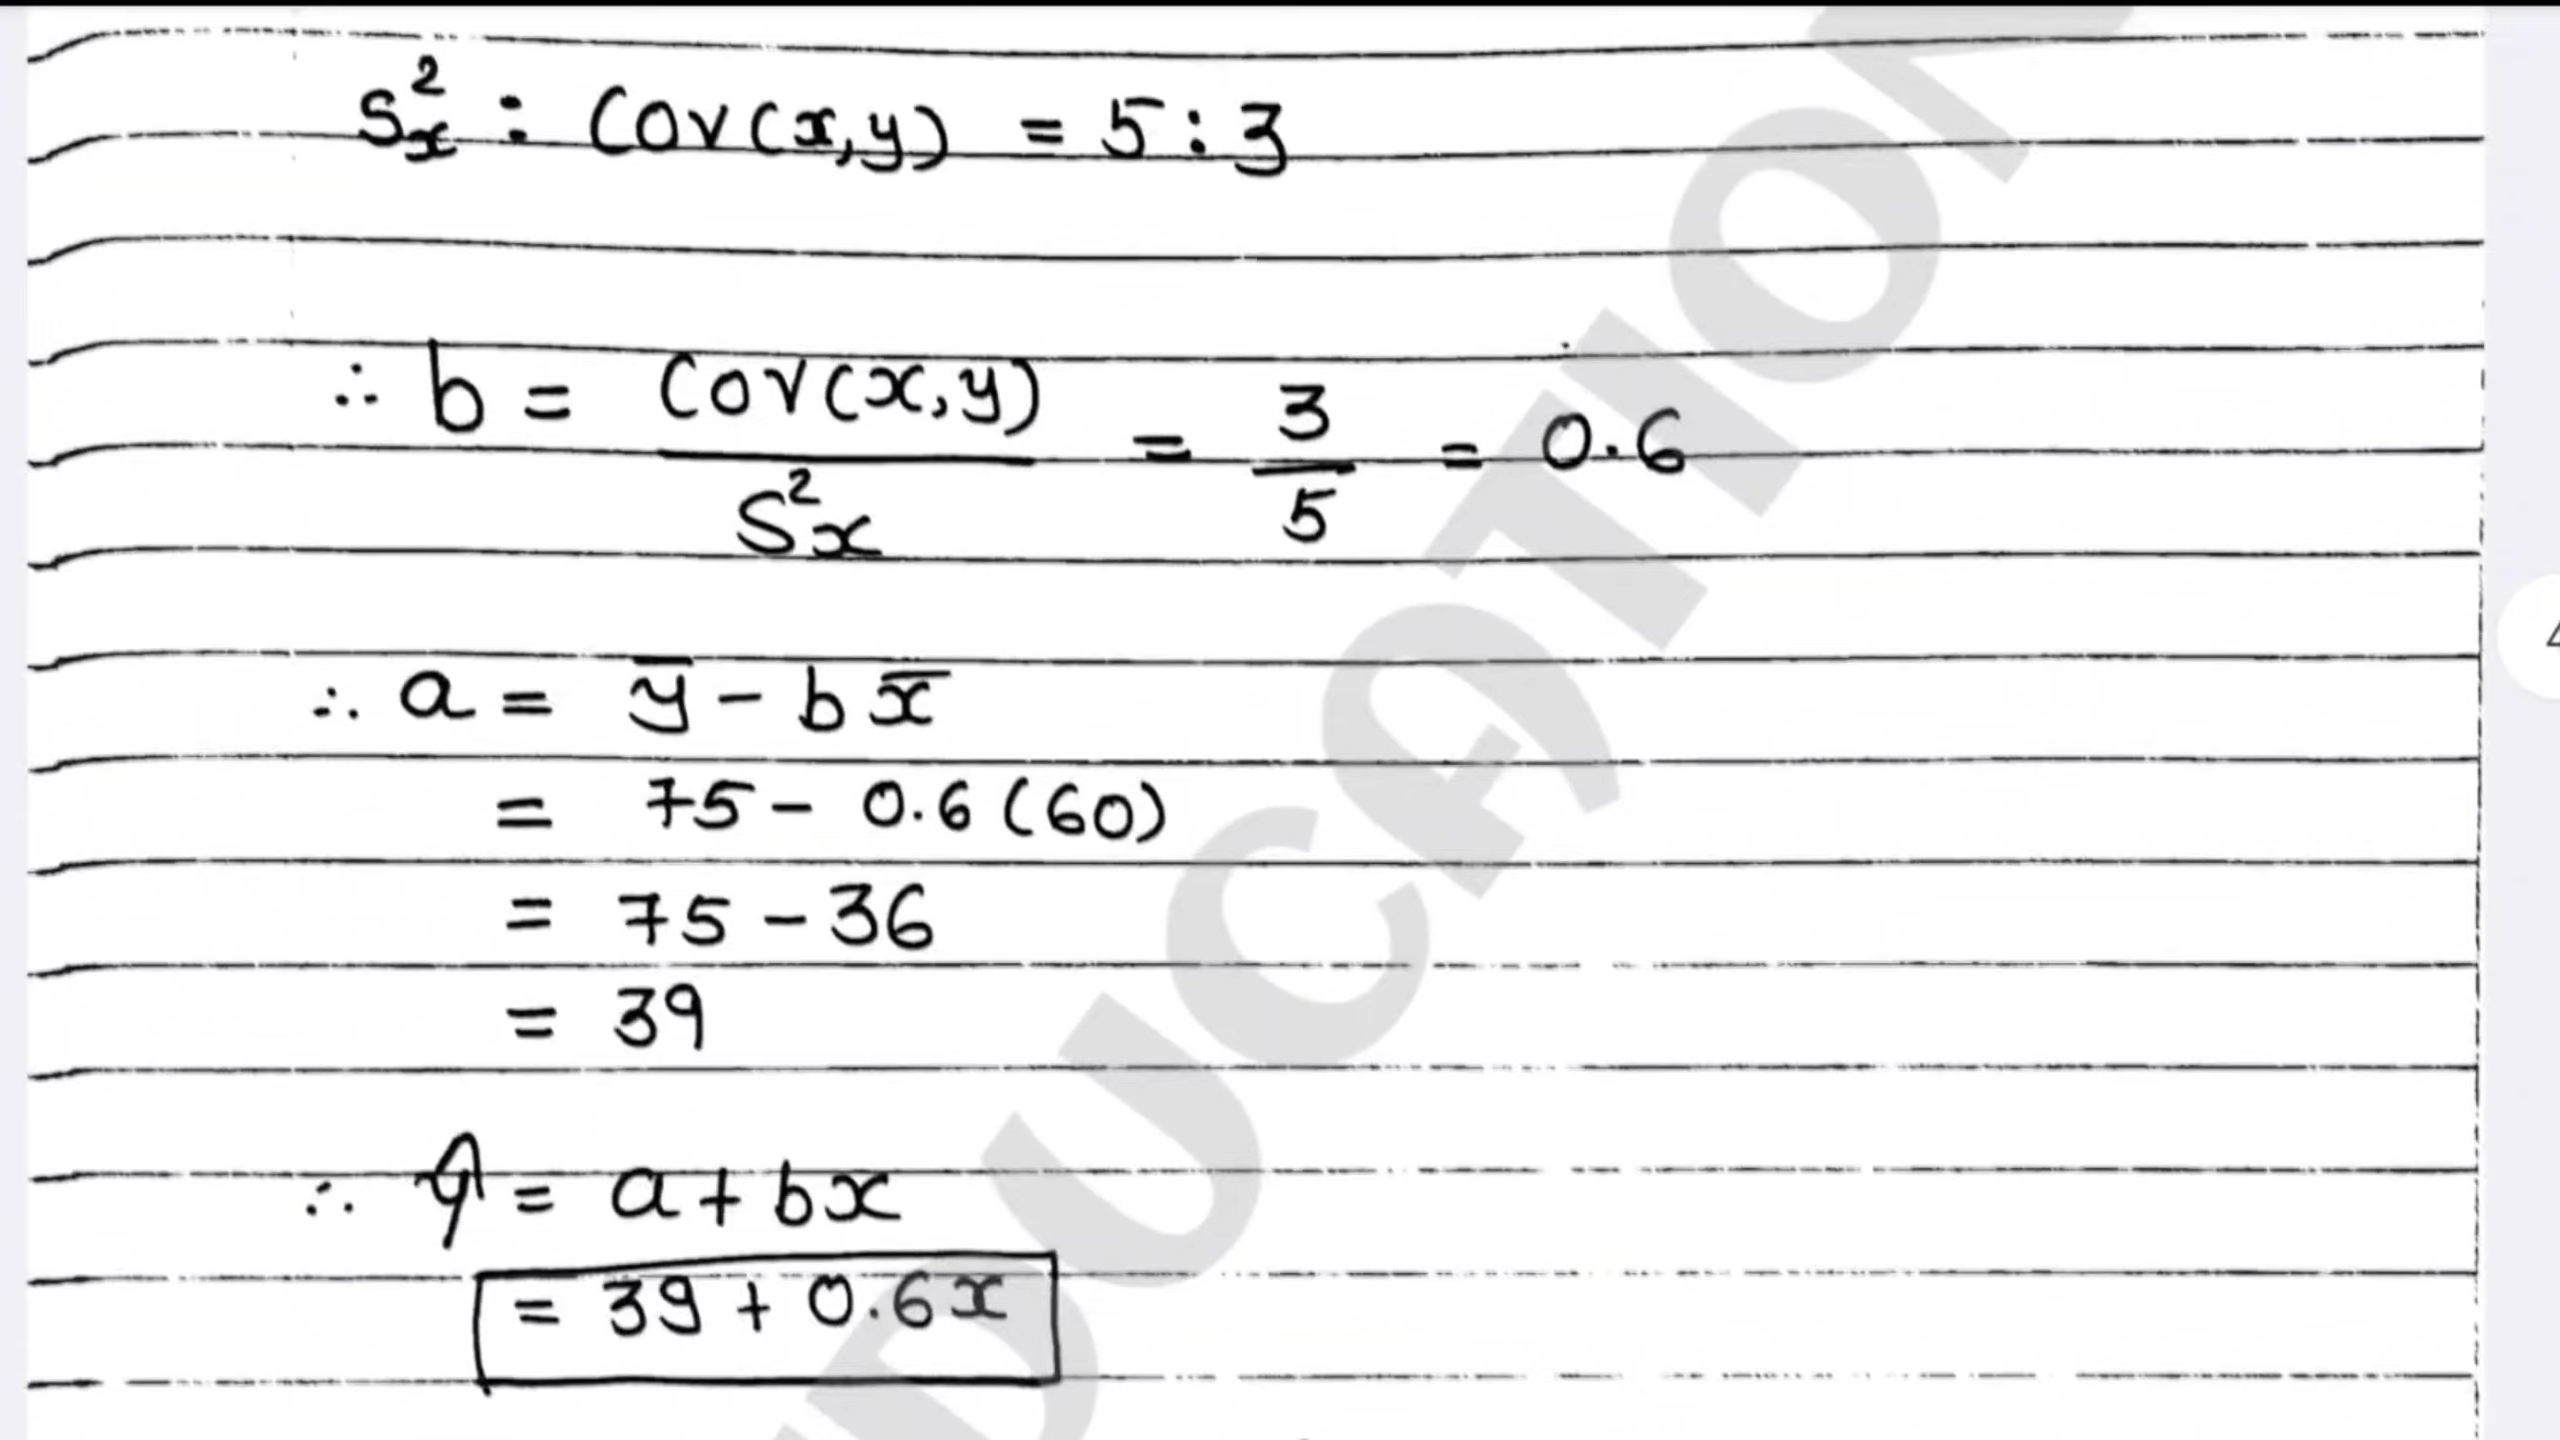 S²x : Cov(x,y) = 5 : 3
∴ b = Cov(x,y) / S²x = 3/5 = 0.6
∴ a = y̅ - b x̅
= 75 - 0.6 (60)
= 75 - 36
= 39
∴ ŷ = a + bx
= 39 + 0.6x